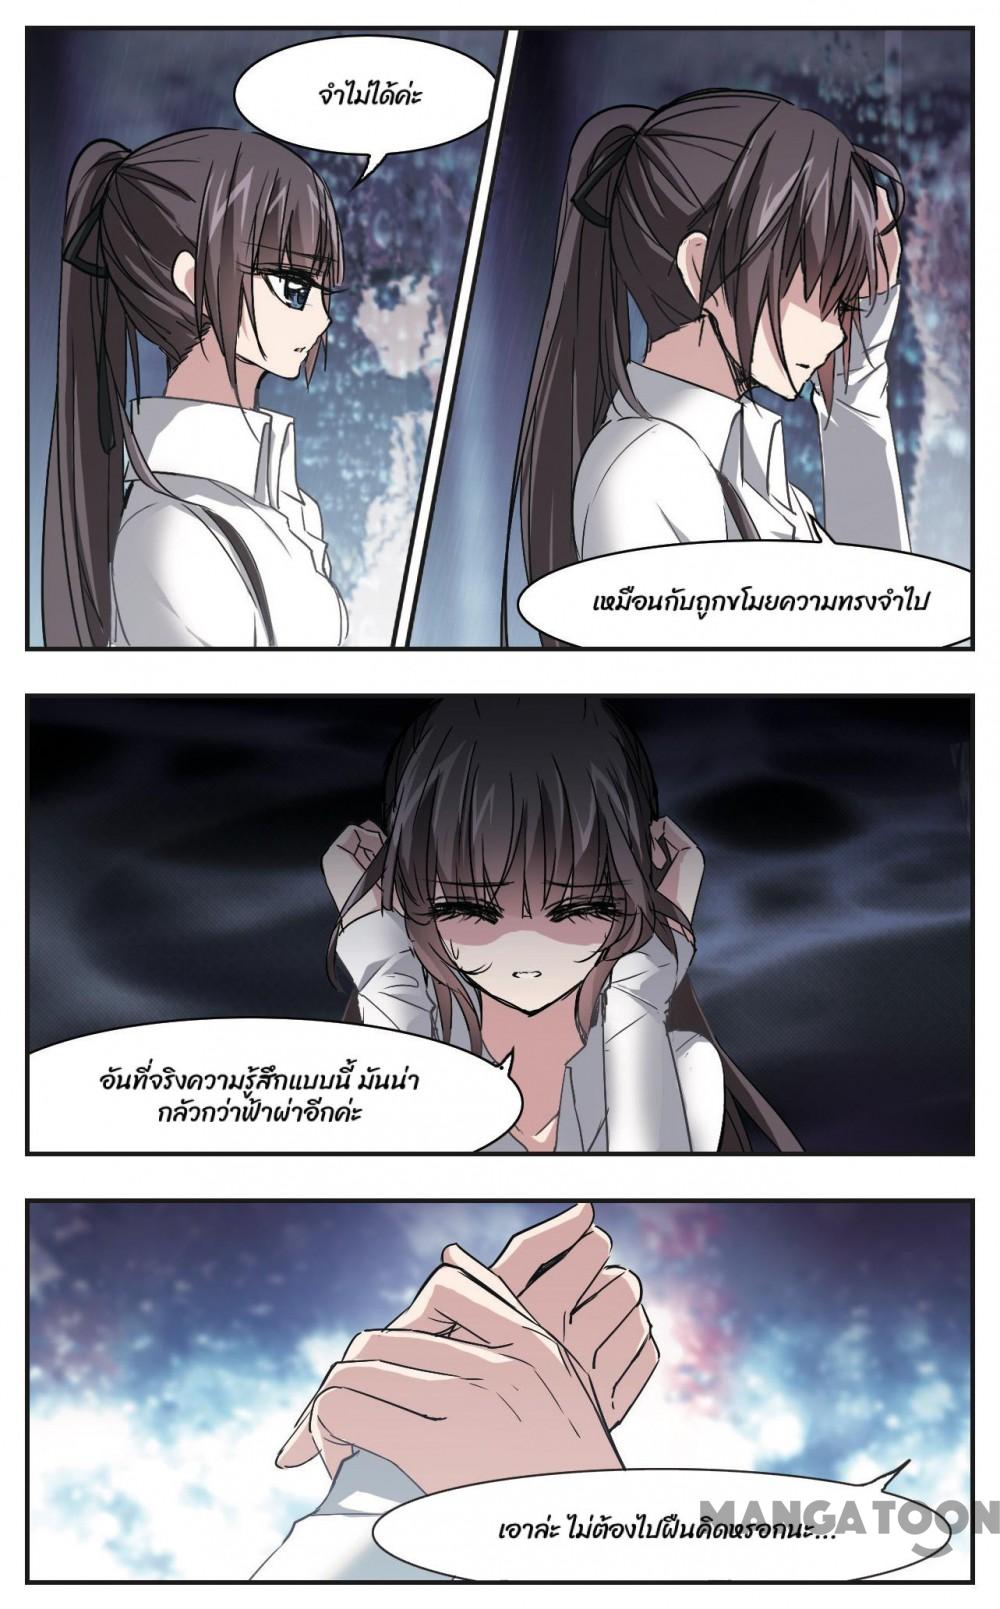 จำไม่ได้ค่ะ
เหมือนกับถูกขโมยความทรงจำไป
อันที่จริงความรู้สึกแบบนี้ มันน่า
กลัวกว่าฟ้าผ่าอีกค่ะ
เอาล่ะ ไม่ต้องไปฝืนคิดหรอกนะ...
MANGATOON